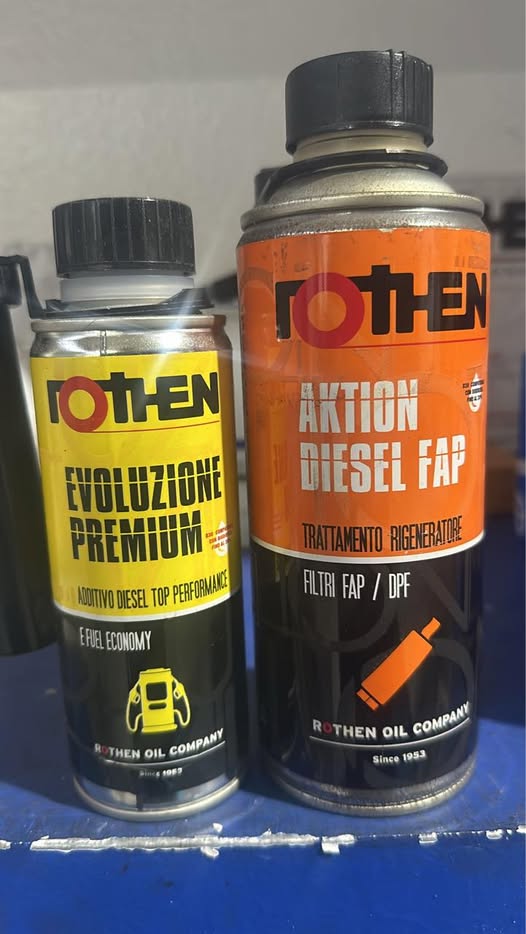 ROTHEN
EVOLUZIONE
PREMIUM
ADDITIVO DIESEL TOP PERFORMANCE
E FUEL ECONOMY
ROTHEN OIL COMPANY
Since 1953
ROTHEN
AKTION
DIESEL FAP
TRATTAMENTO RIGENERATORE
FILTRI FAP / DPF
ROTHEN OIL COMPANY
Since 1953